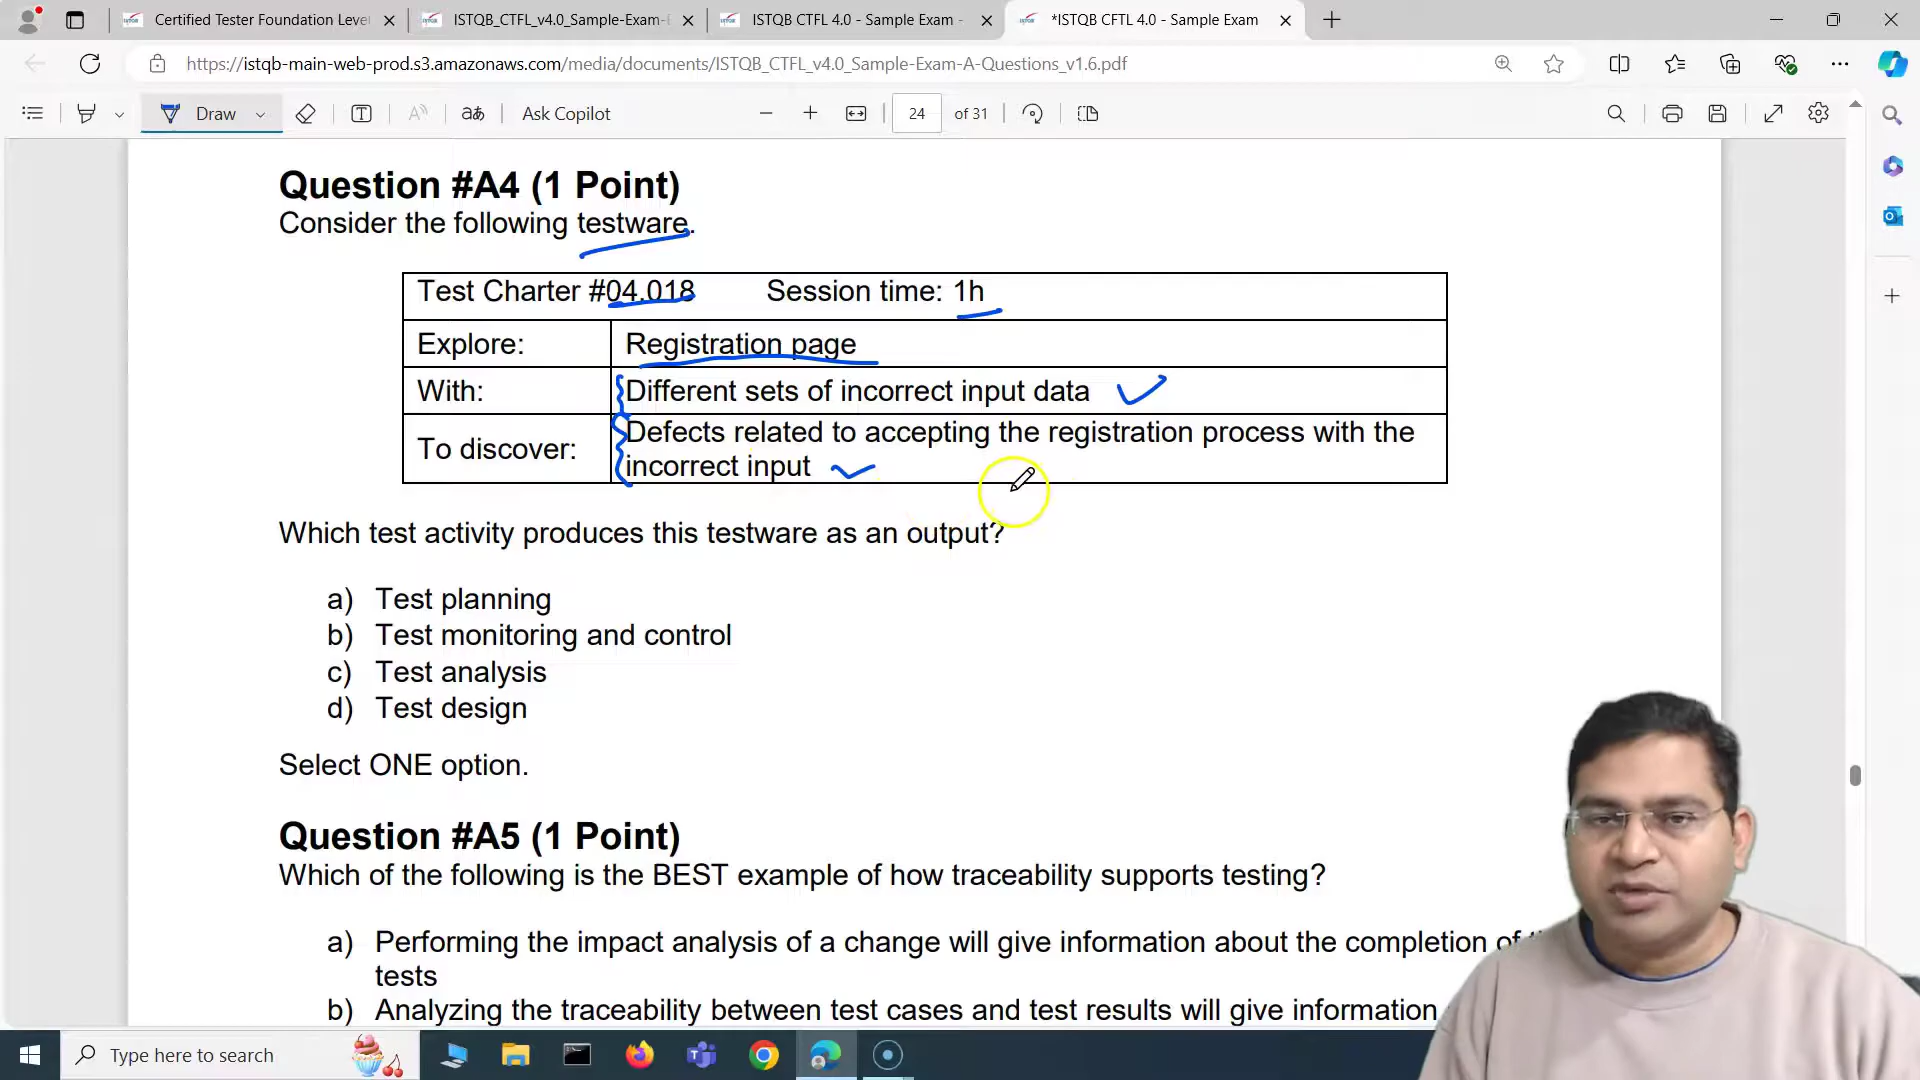 Certified Tester Foundation Leve
ISTQB_CTFL_v4.0_Sample-Exam-
ISTQB CTFL 4.0 - Sample Exam -
*ISTQB CFTL 4.0 - Sample Exam
https://istqb-main-web-prod.s3.amazonaws.com/media/documents/ISTQB_CTFL_v4.0_Sample-Exam-A-Questions_v1.6.pdf
Draw
Ask Copilot
24 of 31
Question #A4 (1 Point)
Consider the following testware.
Test Charter #04.018 Session time: 1h
Explore: Registration page
With: Different sets of incorrect input data
To discover: Defects related to accepting the registration process with the
incorrect input
Which test activity produces this testware as an output?
a) Test planning
b) Test monitoring and control
c) Test analysis
d) Test design
Select ONE option.
Question #A5 (1 Point)
Which of the following is the BEST example of how traceability supports testing?
a) Performing the impact analysis of a change will give information about the completion of
tests
b) Analyzing the traceability between test cases and test results will give information
Type here to search